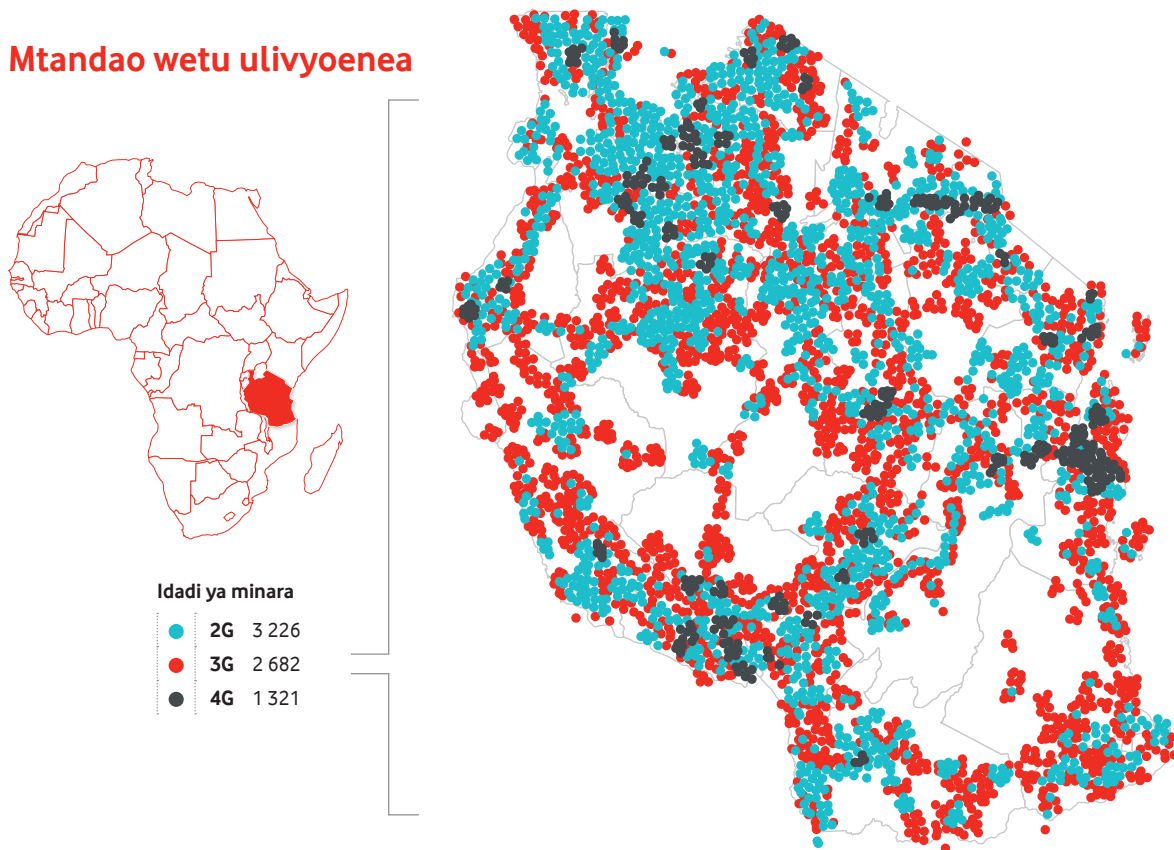 Mtandao wetu ulivyoenea
Idadi ya minara
2G 3 226
3G 2 682
4G 1 321